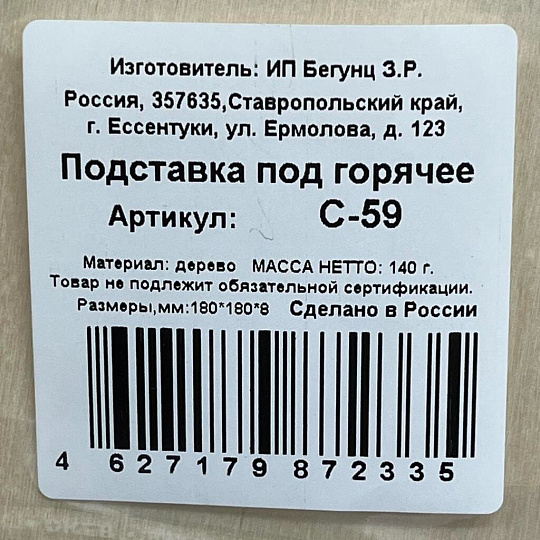 Изготовитель: ИП Бегунц З.Р.
Россия, 357635,Ставропольский край,
г. Ессентуки, ул. Ермолова, д. 123
Подставка под горячее
Артикул: С-59
Материал: дерево МАССА НЕТТО: 140 г.
Товар не подлежит обязательной сертификации.
Размеры,мм:180*180*8 Сделано в России
4 627179 872335